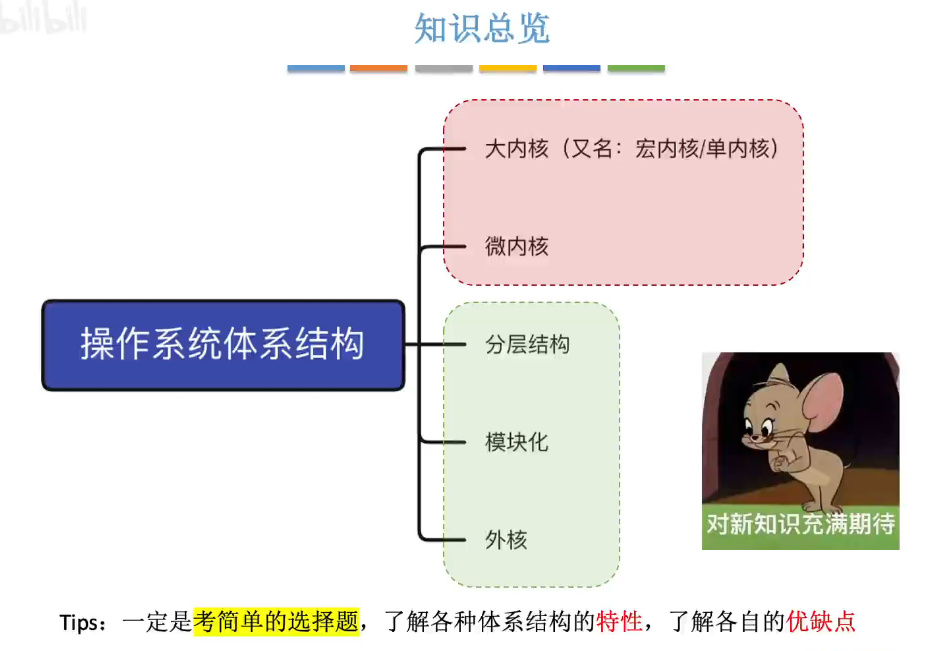 bilibili
知识总览
大内核（又名：宏内核/单内核）
微内核
操作系统体系结构
分层结构
模块化
外核
对新知识充满期待
Tips：一定是考简单的选择题，了解各种体系结构的特性，了解各自的优缺点